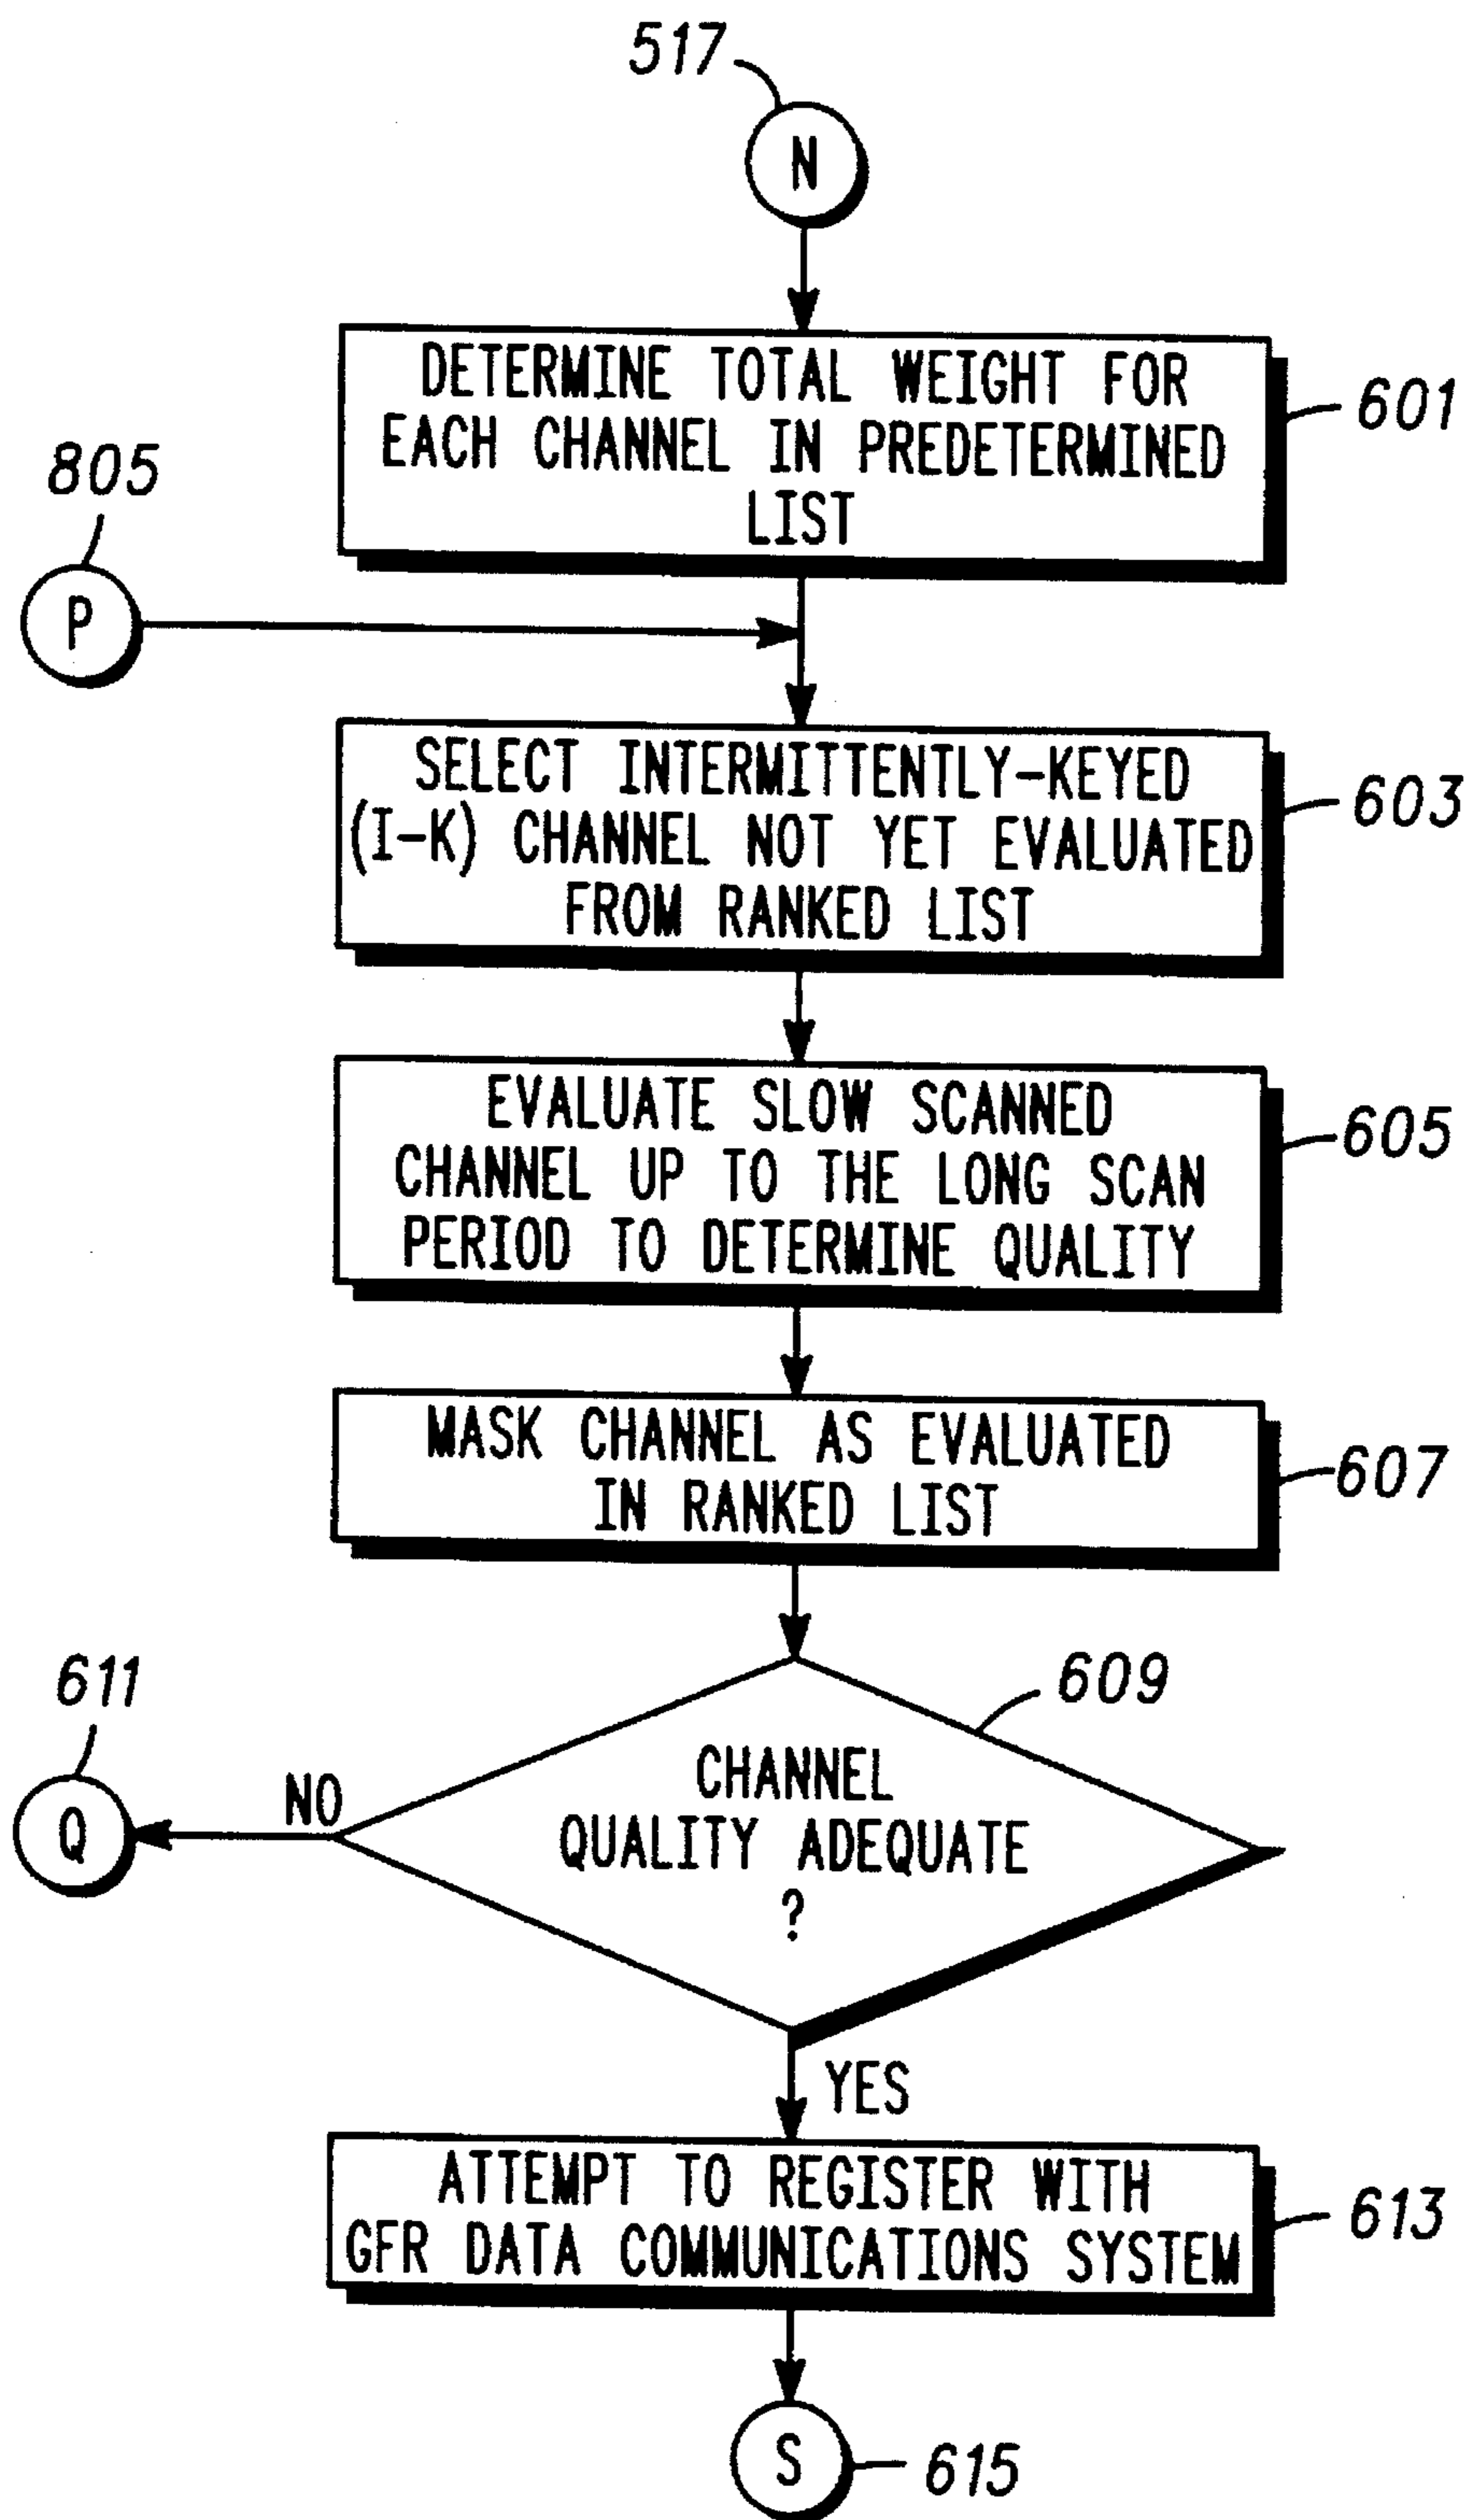 517
N
DETERMINE TOTAL WEIGHT FOR
EACH CHANNEL IN PREDETERMINED
LIST
601
805
P
SELECT INTERMITTENTLY-KEYED
(I-K) CHANNEL NOT YET EVALUATED
FROM RANKED LIST
603
EVALUATE SLOW SCANNED
CHANNEL UP TO THE LONG SCAN
PERIOD TO DETERMINE QUALITY
605
MASK CHANNEL AS EVALUATED
IN RANKED LIST
607
611
Q
NO
609
CHANNEL
QUALITY ADEQUATE
?
YES
ATTEMPT TO REGISTER WITH
GFR DATA COMMUNICATIONS SYSTEM
613
S
615